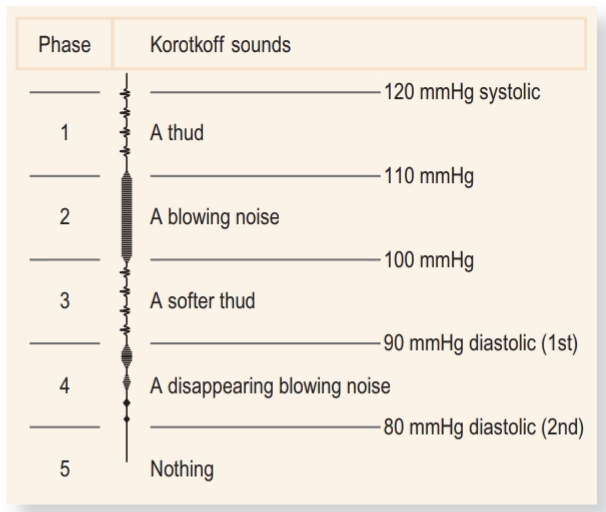 Phase Korotkoff sounds
120 mmHg systolic
1 A thud
110 mmHg
2 A blowing noise
100 mmHg
3 A softer thud
90 mmHg diastolic (1st)
4 A disappearing blowing noise
80 mmHg diastolic (2nd)
5 Nothing